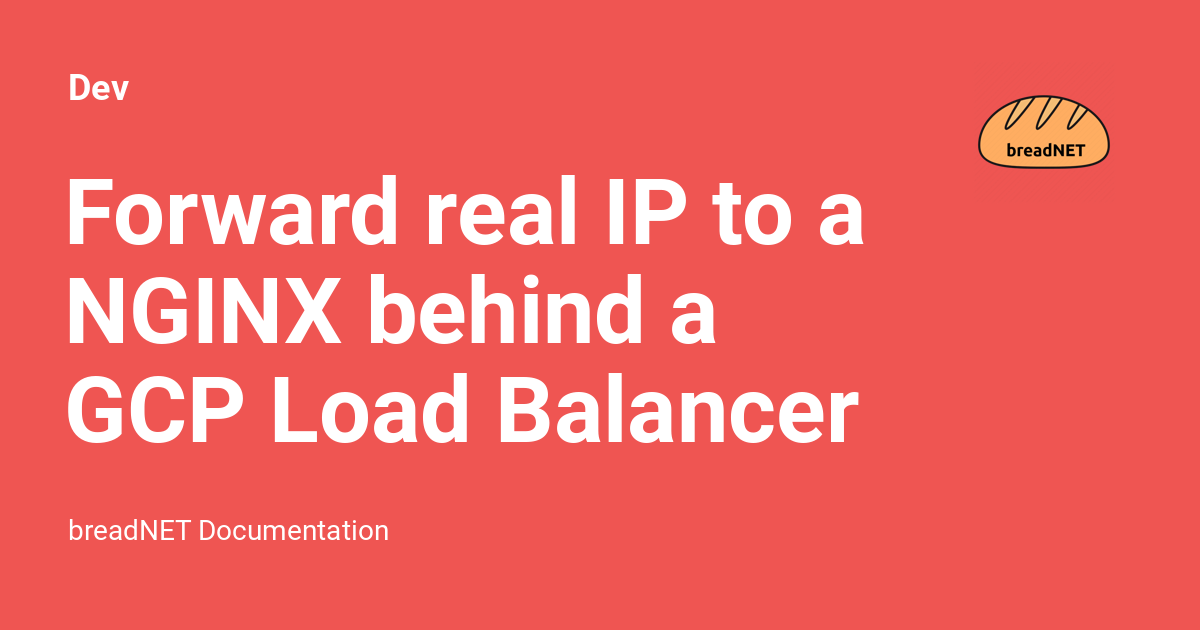 Dev
breadNET
Forward real IP to a
NGINX behind a
GCP Load Balancer
breadNET Documentation